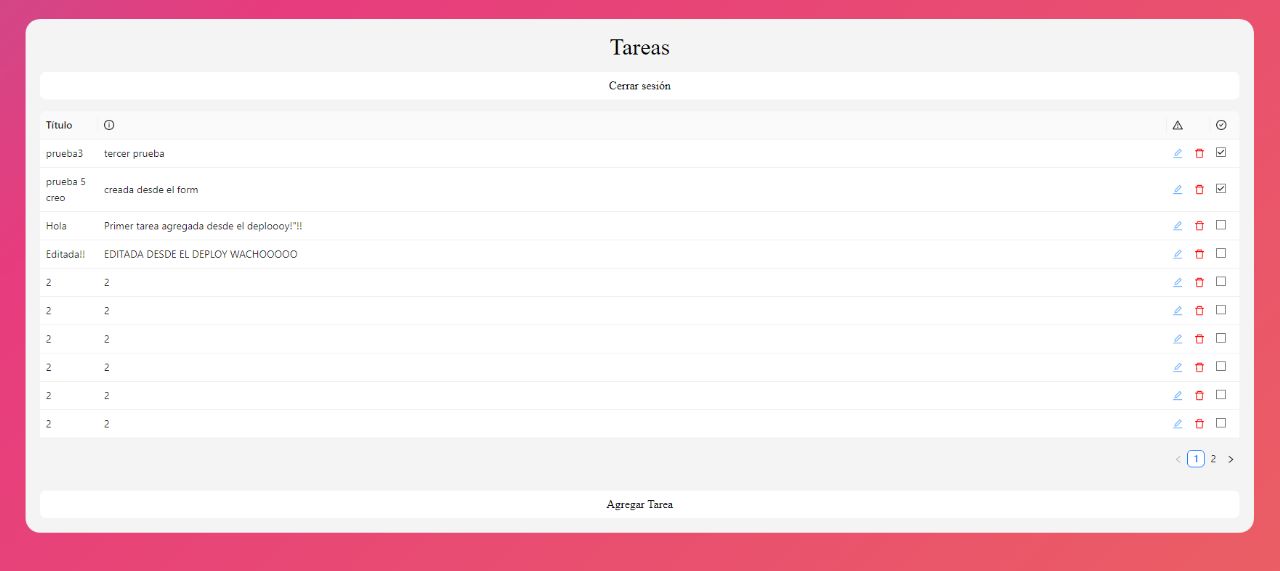 Tareas
Cerrar sesión
Título
prueba3 tercer prueba
prueba 5
creo
creada desde el form
Hola Primer tarea agregada desde el deploooy!"!!
Editada!! EDITADA DESDE EL DEPLOY WACHOOOOO
2 2
2 2
2 2
2 2
2 2
2 2
< 1 2 >
Agregar Tarea